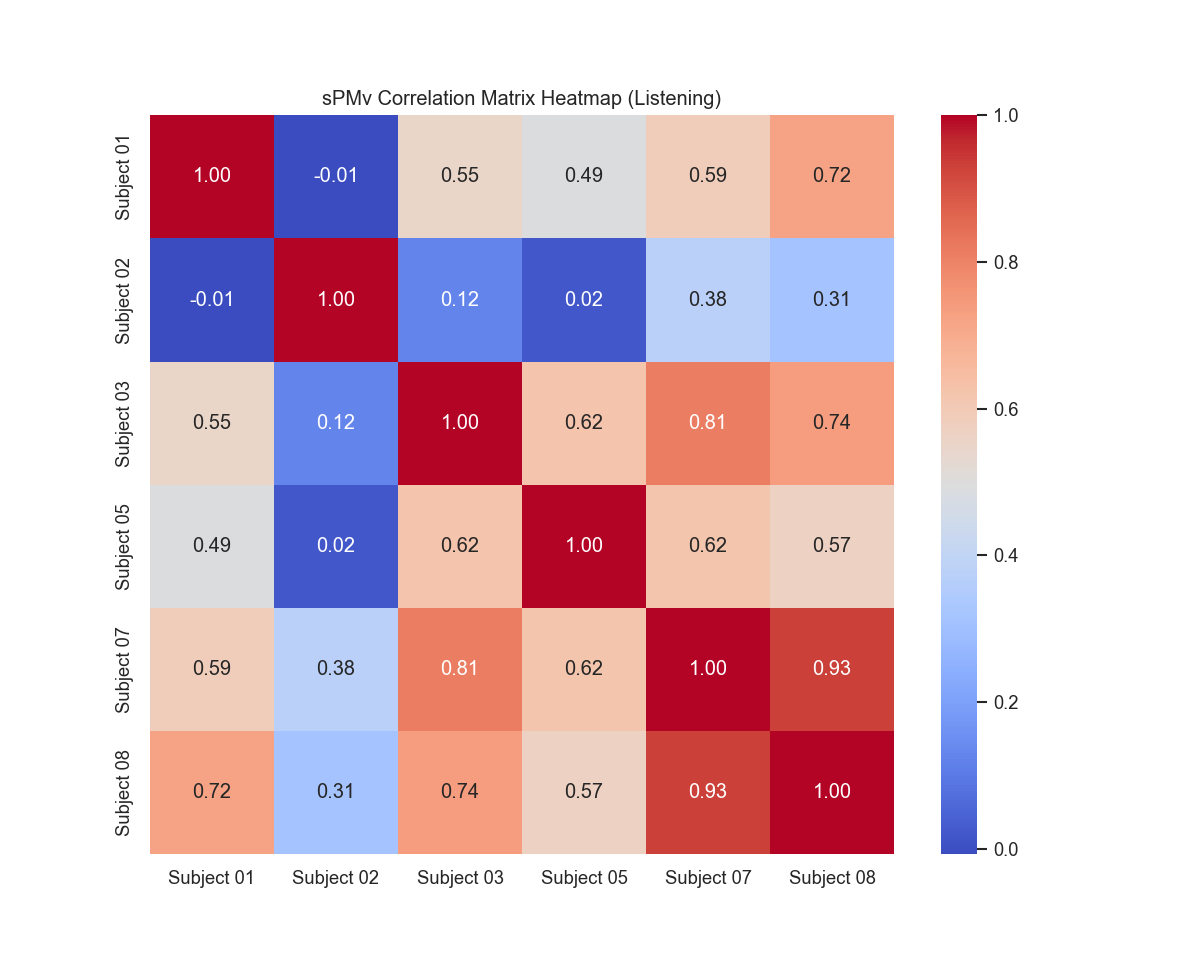 sPMv Correlation Matrix Heatmap (Listening)
Subject 01 1.00 -0.01 0.55 0.49 0.59 0.72
Subject 02 -0.01 1.00 0.12 0.02 0.38 0.31
Subject 03 0.55 0.12 1.00 0.62 0.81 0.74
Subject 05 0.49 0.02 0.62 1.00 0.62 0.57
Subject 07 0.59 0.38 0.81 0.62 1.00 0.93
Subject 08 0.72 0.31 0.74 0.57 0.93 1.00
Subject 01 Subject 02 Subject 03 Subject 05 Subject 07 Subject 08
1.0
0.8
0.6
0.4
0.2
0.0